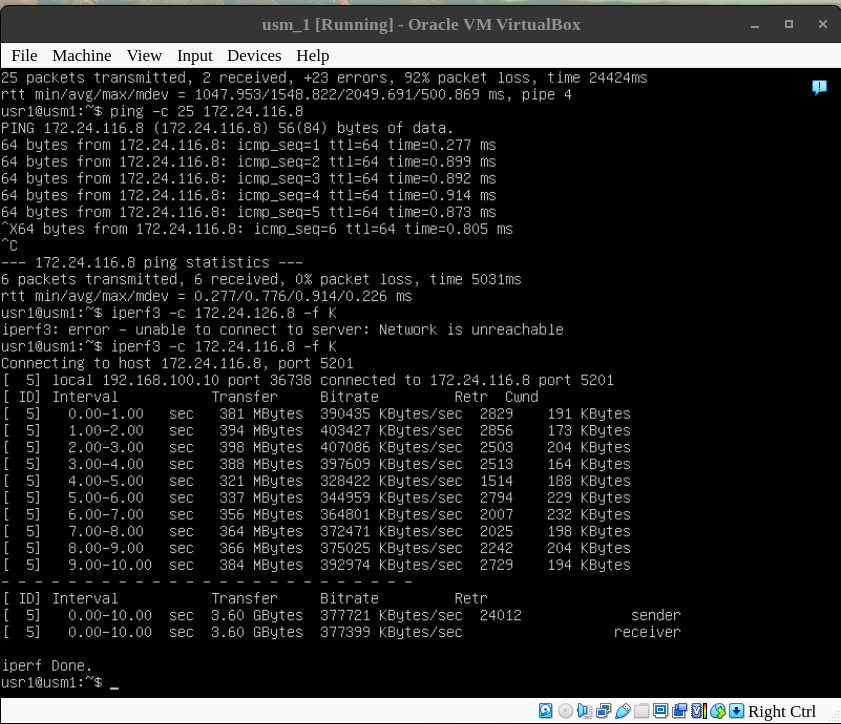 usm_1 [Running] - Oracle VM VirtualBox
File Machine View Input Devices Help
25 packets transmitted, 2 received, +23 errors, 92% packet loss, time 24424ms
rtt min/avg/max/mdev = 1047.953/1548.822/2049.691/500.869 ms, pipe 4
usr1@usm1:~$ ping -c 25 172.24.116.8
PING 172.24.116.8 (172.24.116.8) 56(84) bytes of data.
64 bytes from 172.24.116.8: icmp_seq=1 ttl=64 time=0.277 ms
64 bytes from 172.24.116.8: icmp_seq=2 ttl=64 time=0.899 ms
64 bytes from 172.24.116.8: icmp_seq=3 ttl=64 time=0.892 ms
64 bytes from 172.24.116.8: icmp_seq=4 ttl=64 time=0.914 ms
64 bytes from 172.24.116.8: icmp_seq=5 ttl=64 time=0.873 ms
^X64 bytes from 172.24.116.8: icmp_seq=6 ttl=64 time=0.805 ms
^C
--- 172.24.116.8 ping statistics ---
6 packets transmitted, 6 received, 0% packet loss, time 5031ms
rtt min/avg/max/mdev = 0.277/0.776/0.914/0.226 ms
usr1@usm1:~$ iperf3 -c 172.24.126.8 -f K
iperf3: error - unable to connect to server: Network is unreachable
usr1@usm1:~$ iperf3 -c 172.24.116.8 -f K
Connecting to host 172.24.116.8, port 5201
[  5] local 192.168.100.10 port 36738 connected to 172.24.116.8 port 5201
[ ID] Interval           Transfer     Bitrate         Retr  Cwnd
[  5]   0.00-1.00   sec   381 MBytes  390435 KBytes/sec  2829    191 KBytes
[  5]   1.00-2.00   sec   394 MBytes  403427 KBytes/sec  2856    173 KBytes
[  5]   2.00-3.00   sec   398 MBytes  407086 KBytes/sec  2503    204 KBytes
[  5]   3.00-4.00   sec   388 MBytes  397609 KBytes/sec  2513    164 KBytes
[  5]   4.00-5.00   sec   321 MBytes  328422 KBytes/sec  1514    188 KBytes
[  5]   5.00-6.00   sec   337 MBytes  344959 KBytes/sec  2794    229 KBytes
[  5]   6.00-7.00   sec   356 MBytes  364801 KBytes/sec  2007    232 KBytes
[  5]   7.00-8.00   sec   364 MBytes  372471 KBytes/sec  2025    198 KBytes
[  5]   8.00-9.00   sec   366 MBytes  375025 KBytes/sec  2242    204 KBytes
[  5]   9.00-10.00  sec   384 MBytes  392974 KBytes/sec  2729    194 KBytes
- - - - - - - - - - - - - - - - - - - - - - - - -
[ ID] Interval           Transfer     Bitrate         Retr
[  5]   0.00-10.00  sec  3.60 GBytes  377721 KBytes/sec  24012             sender
[  5]   0.00-10.00  sec  3.60 GBytes  377399 KBytes/sec                  receiver
iperf Done.
usr1@usm1:~$ _
Right Ctrl